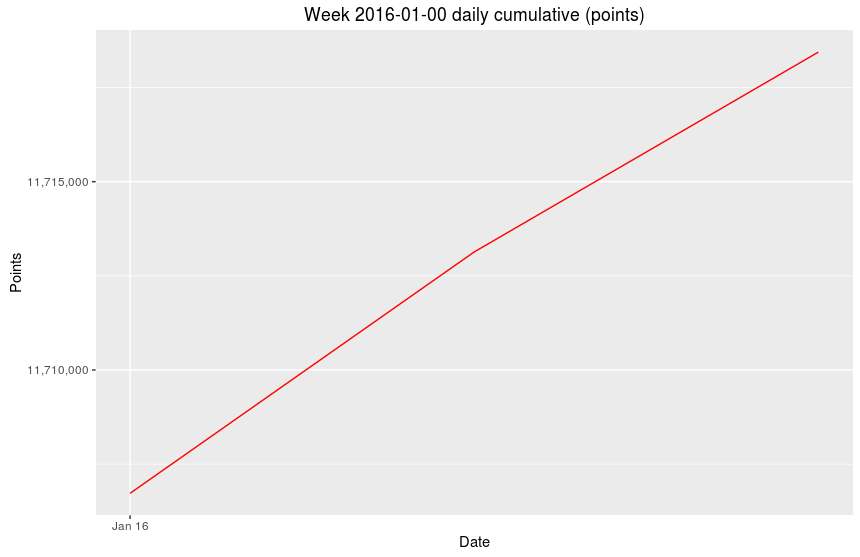 Week 2016-01-00 daily cumulative (points)
Points
11,715,000
11,710,000
Jan 16
Date